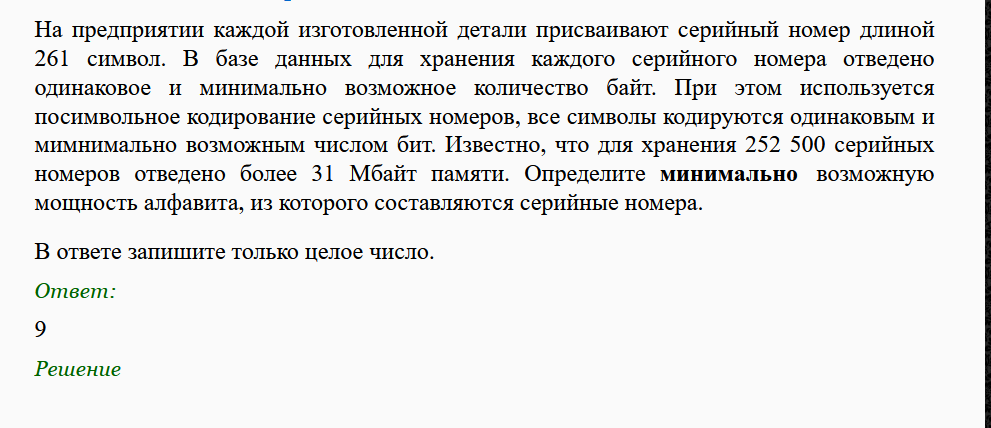 На предприятии каждой изготовленной детали присваивают серийный номер длиной
261 символ. В базе данных для хранения каждого серийного номера отведено
одинаковое и минимально возможное количество байт. При этом используется
посимвольное кодирование серийных номеров, все символы кодируются одинаковым и
мимнимально возможным числом бит. Известно, что для хранения 252 500 серийных
номеров отведено более 31 Мбайт памяти. Определите минимально возможную
мощность алфавита, из которого составляются серийные номера.
В ответе запишите только целое число.
Ответ:
9
Решение